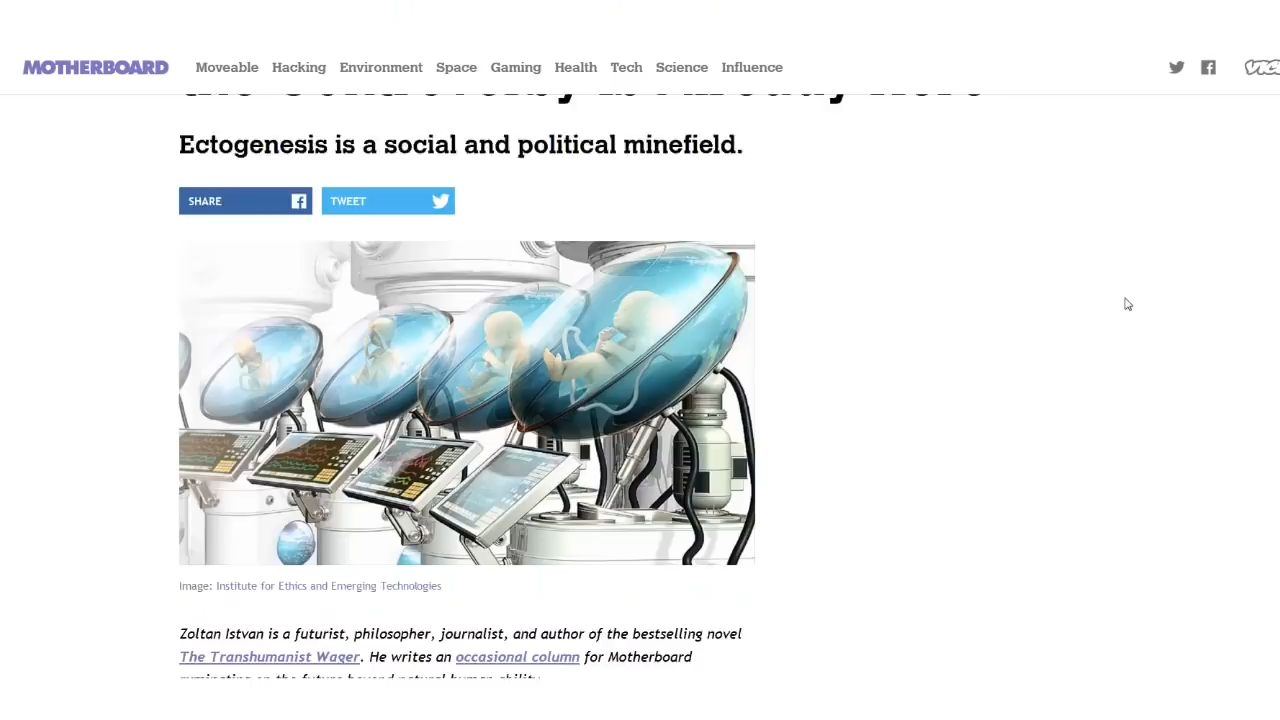 MOTHERBOARD Moveable Hacking Environment Space Gaming Health Tech Science Influence
Ectogenesis is a social and political minefield.
SHARE TWEET
Image: Institute for Ethics and Emerging Technologies
Zoltan Istvan is a futurist, philosopher, journalist, and author of the bestselling novel
The Transhumanist Wager. He writes an occasional column for Motherboard